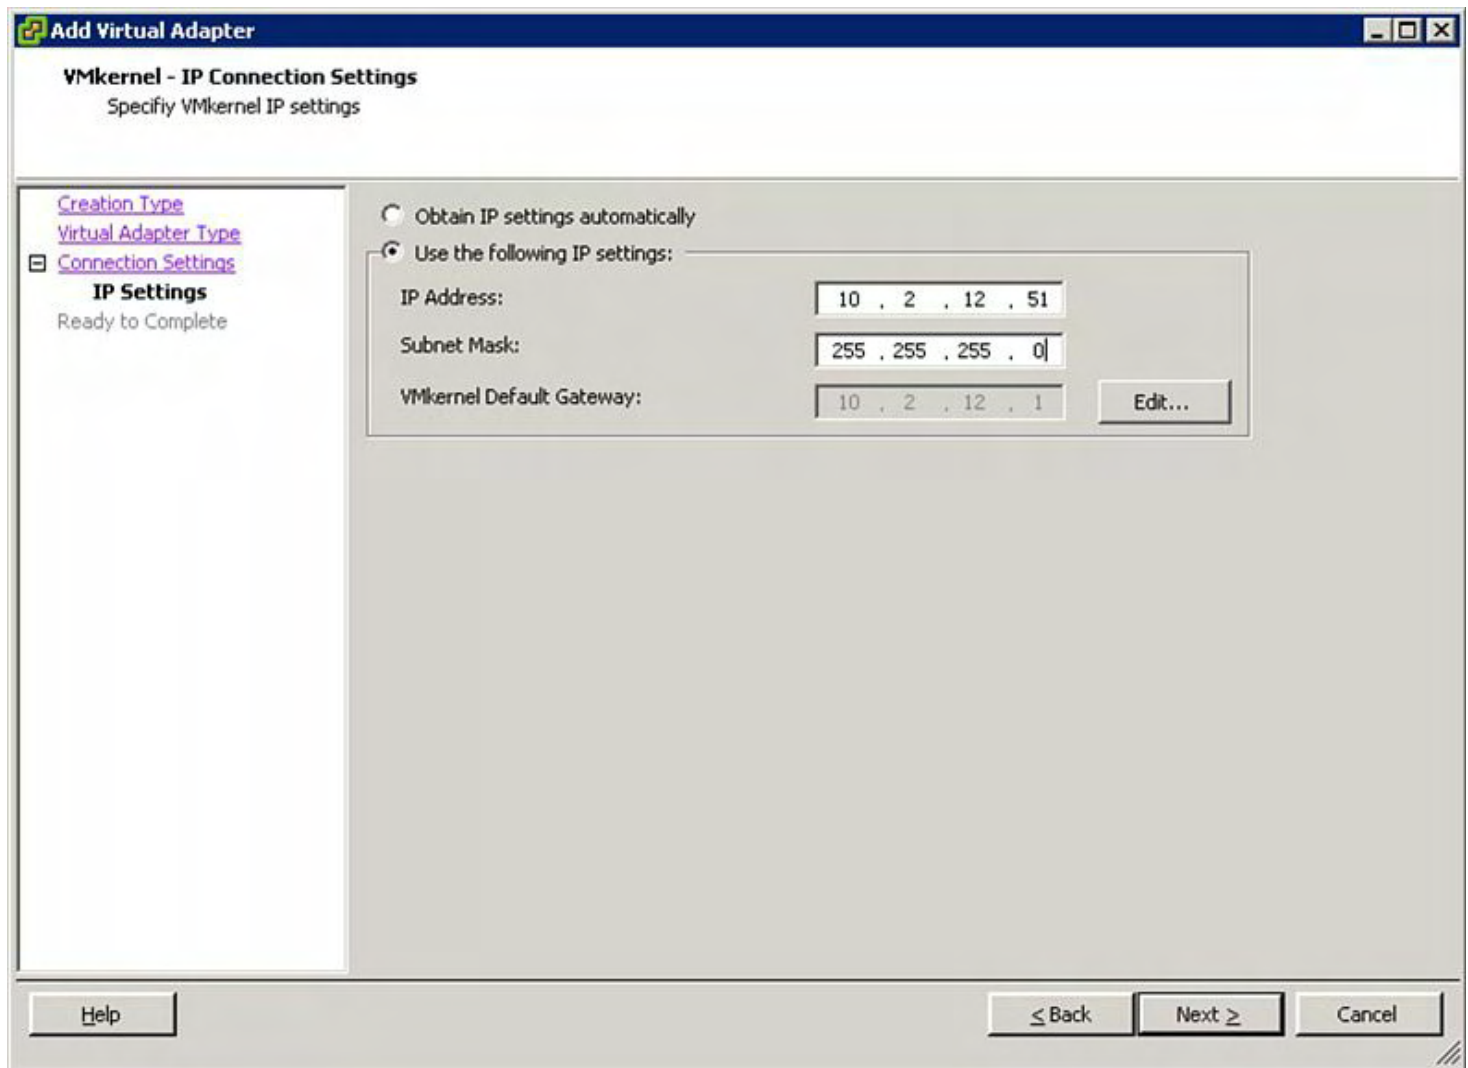 Add Virtual Adapter
VMkernel - IP Connection Settings
Specifiy VMkernel IP settings
Creation Type
Virtual Adapter Type
Connection Settings
IP Settings
Ready to Complete
Obtain IP settings automatically
Use the following IP settings:
IP Address: 10 . 2 . 12 . 51
Subnet Mask: 255 . 255 . 255 . 0
VMkernel Default Gateway: 10 . 2 . 12 . 1 Edit...
Help ≤ Back Next ≥ Cancel